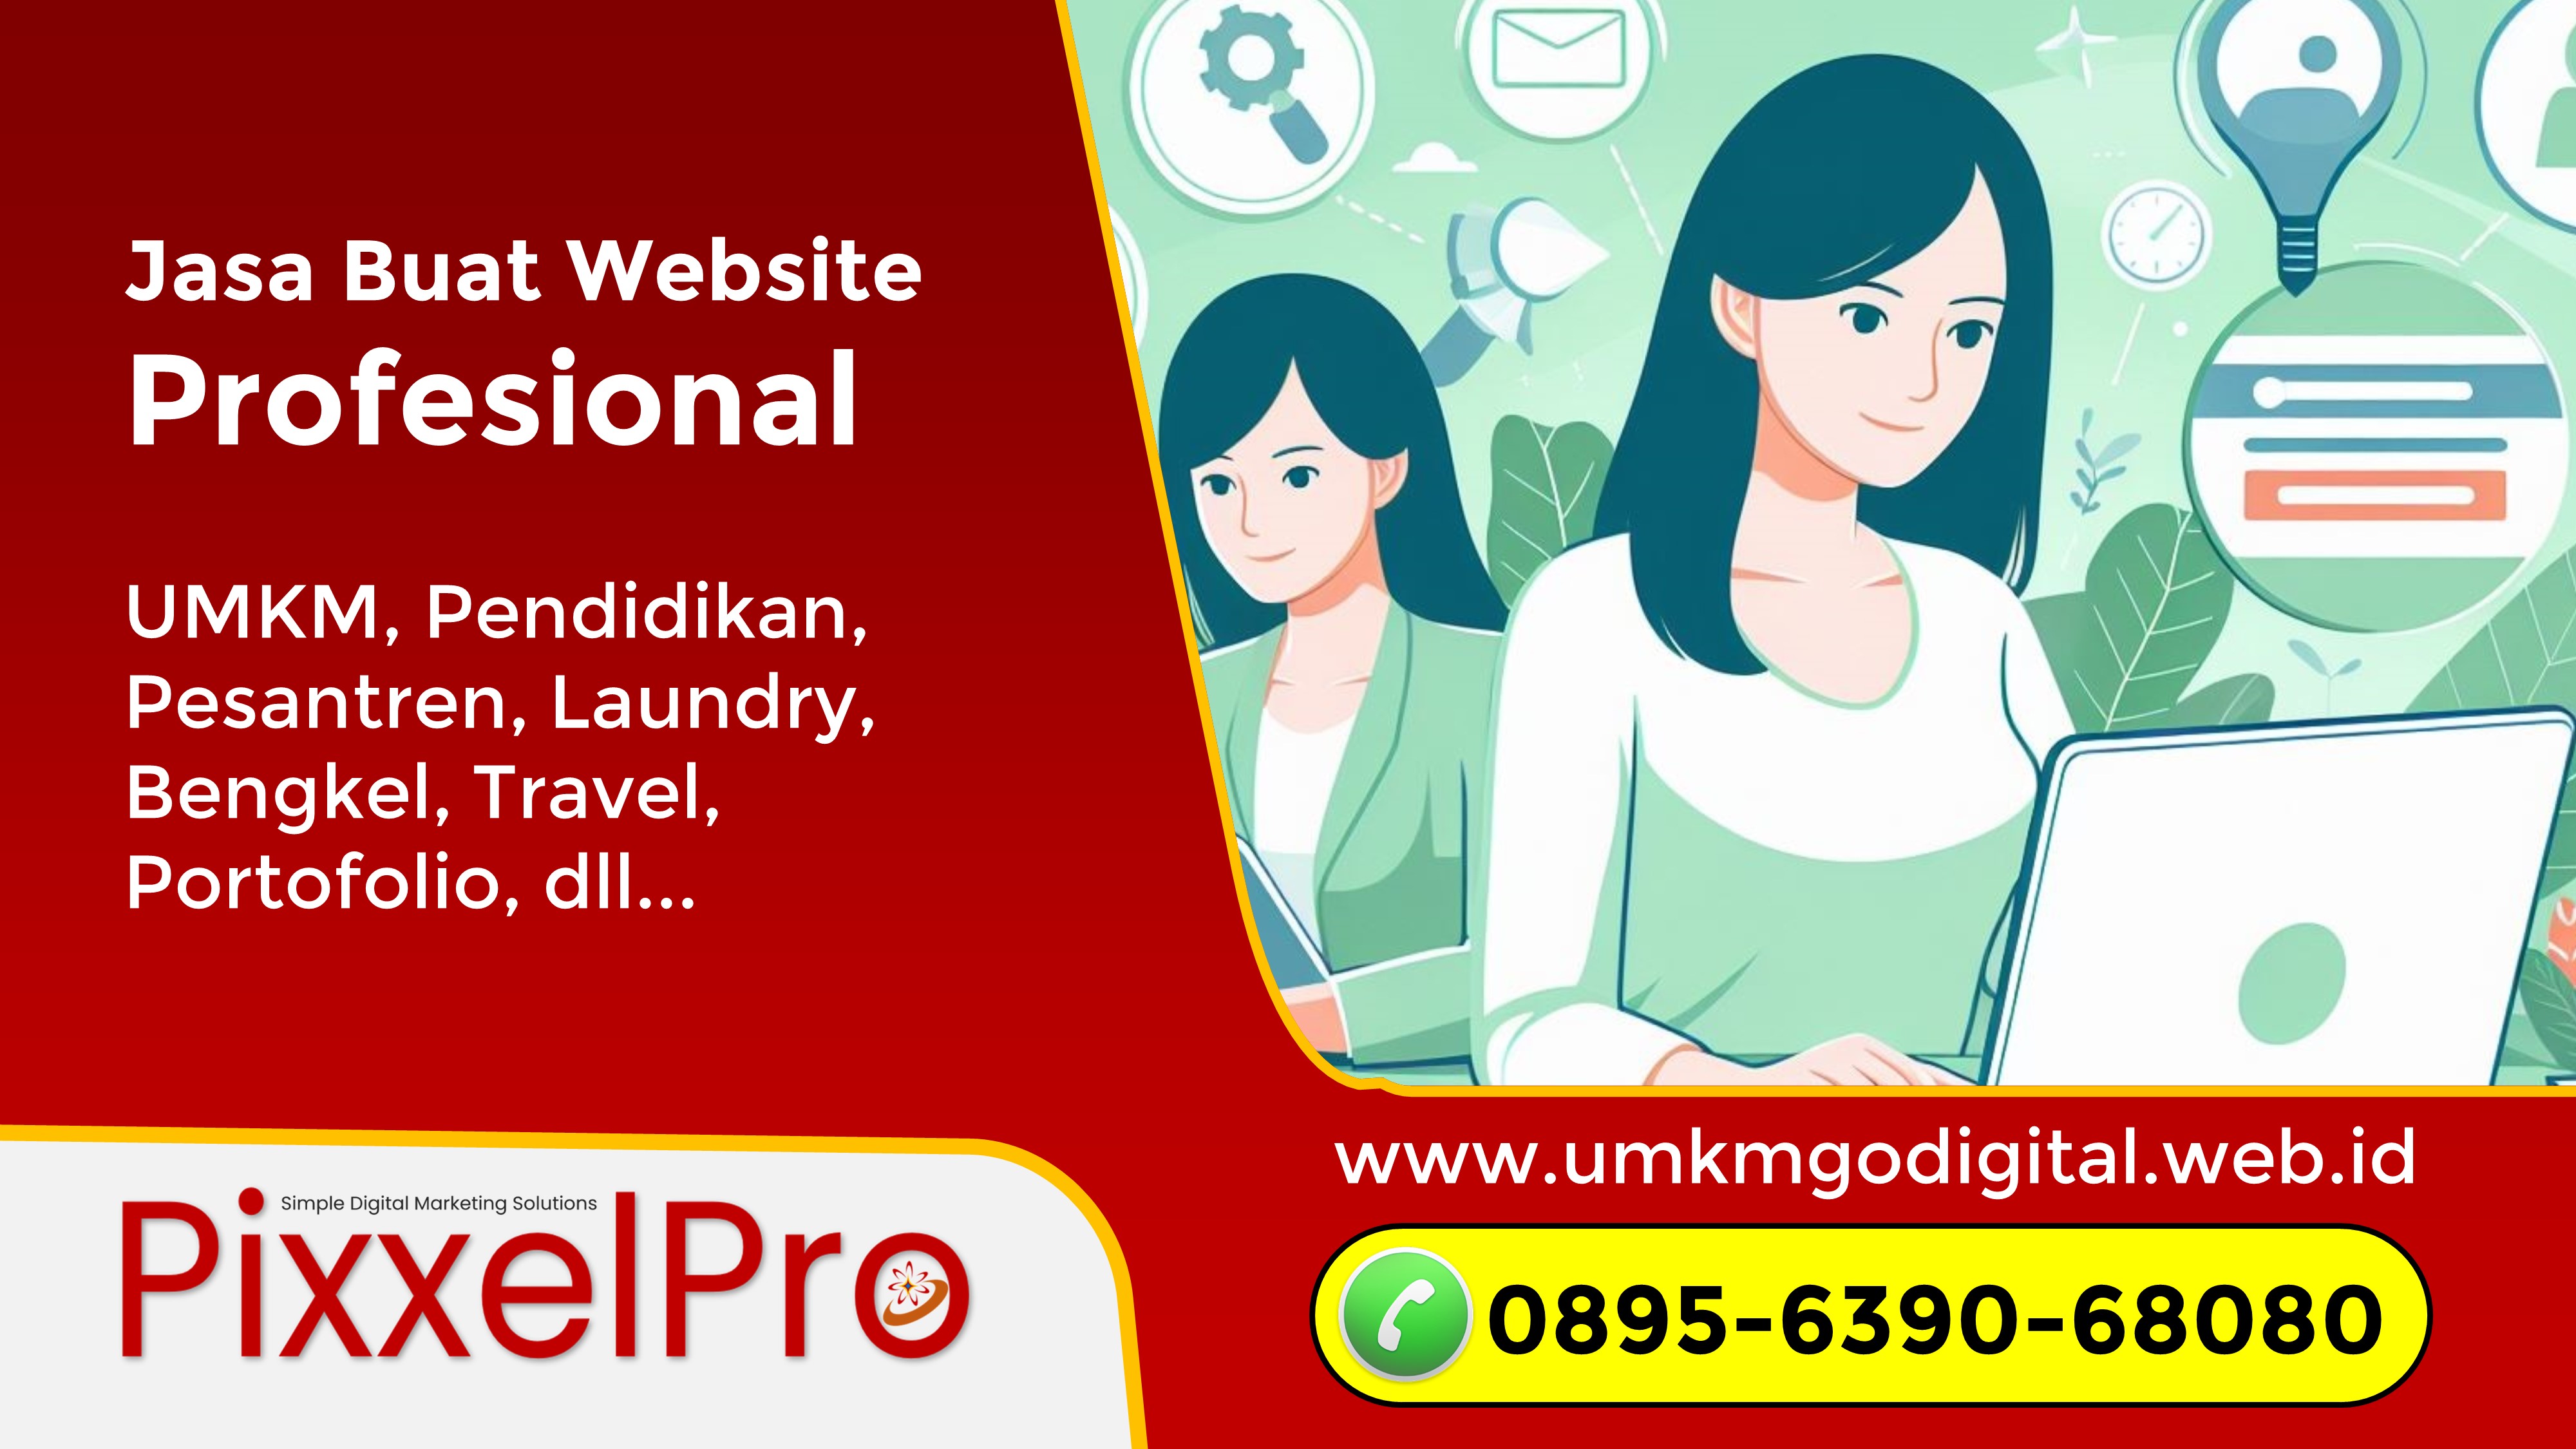 Jasa Buat Website
Profesional
UMKM, Pendidikan,
Pesantren, Laundry,
Bengkel, Travel,
Portofolio, dll...
Simple Digital Marketing Solutions
PixxelPro
www.umkmgodigital.web.id
0895-6390-68080